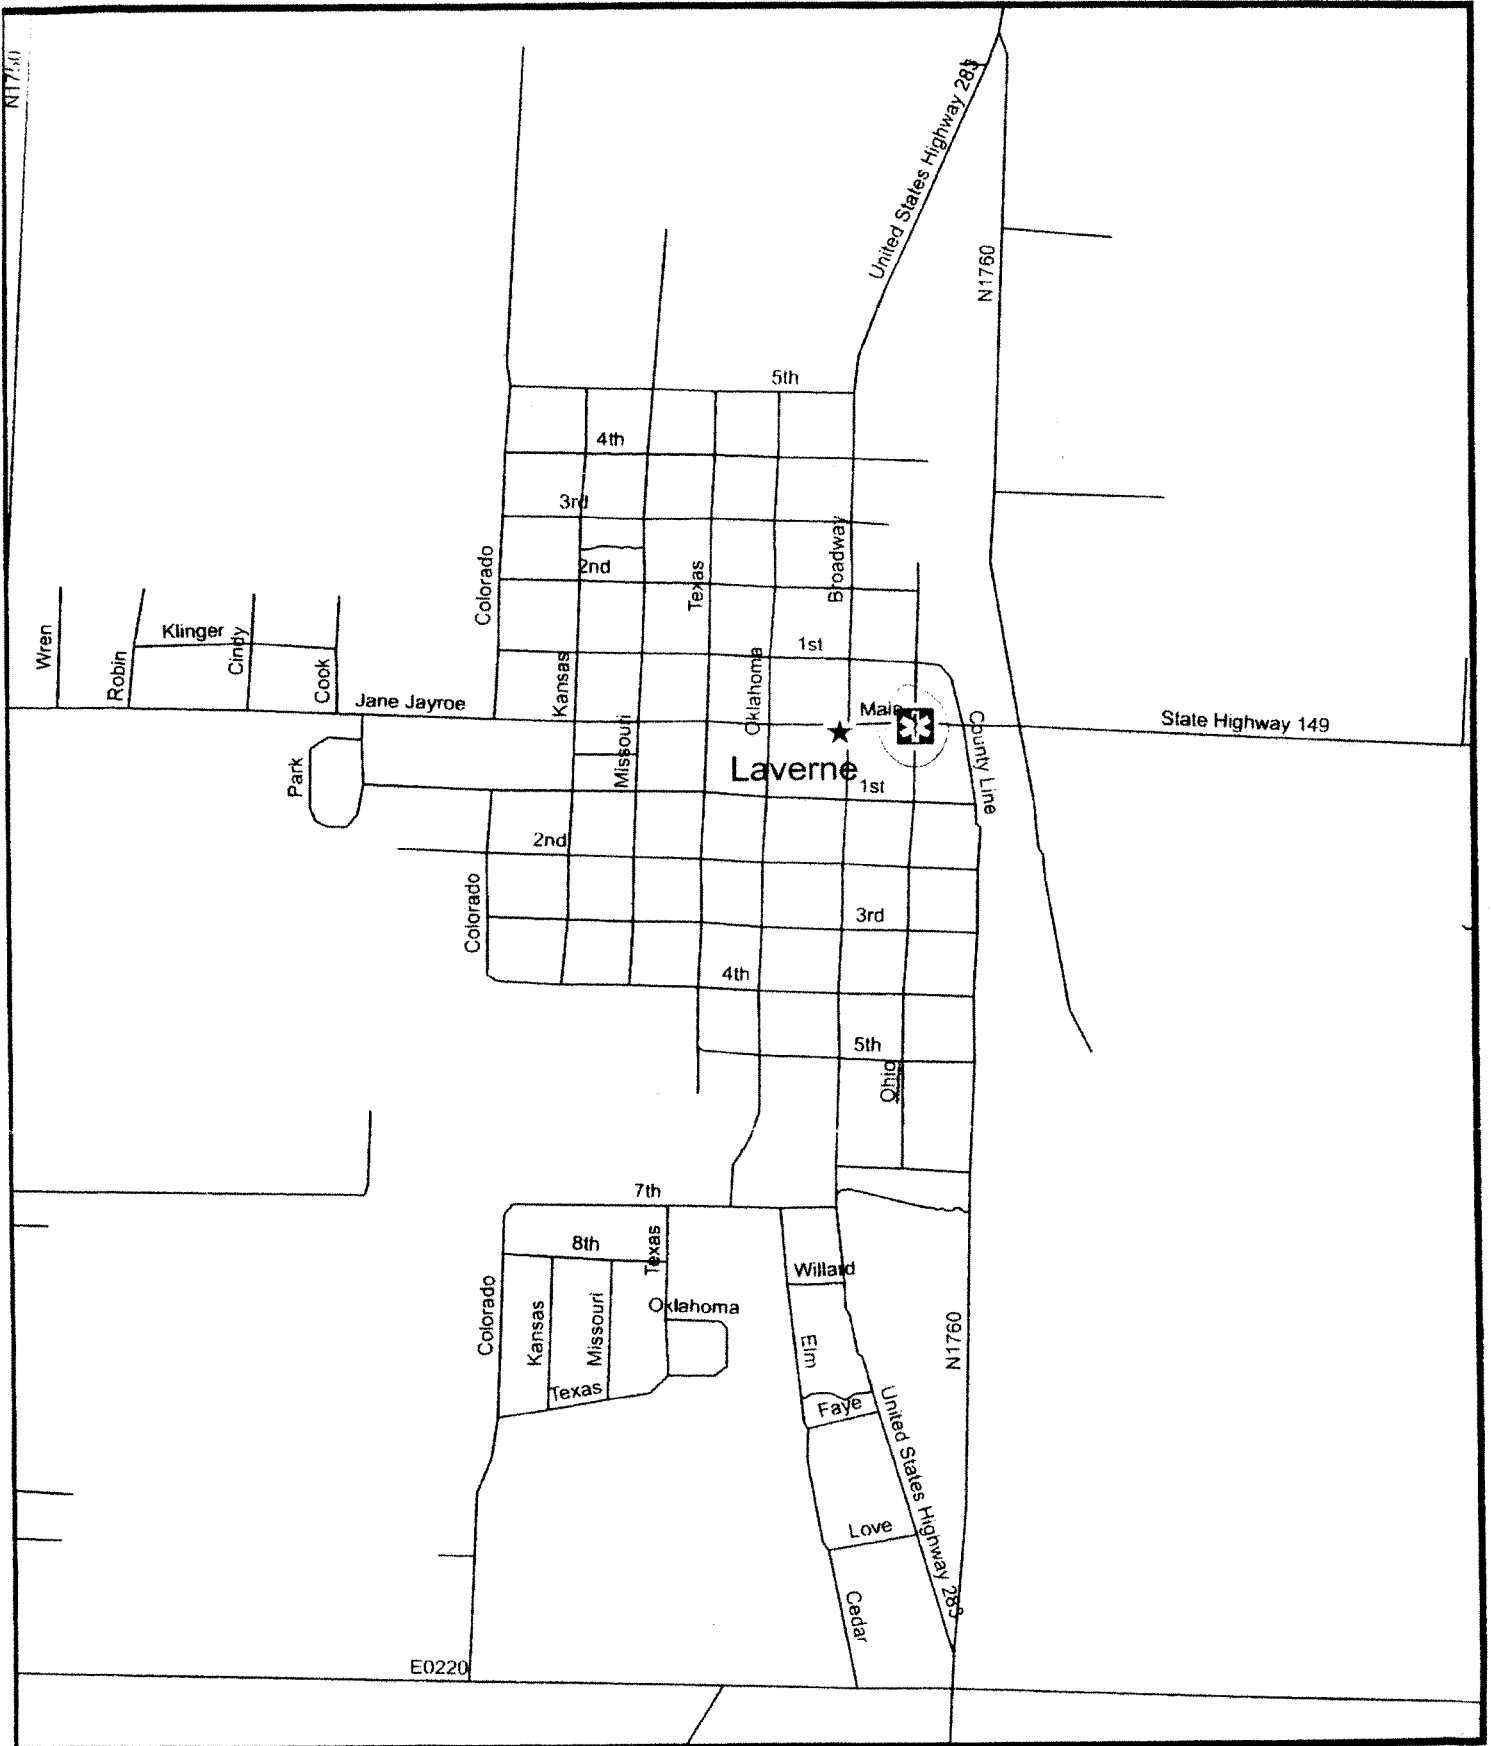 N1750
United States Highway 283
N1760
5th
4th
3rd
2nd
Colorado
Texas
Broadway
Wren
Robin
Klinger
Cindy
Cook
Jane Jayroe
Kansas
Missouri
Oklahoma
1st
Main
County Line
State Highway 149
Park
Laverne
1st
2nd
Colorado
3rd
4th
5th
Ohio
7th
8th
Texas
Willard
Colorado
Kansas
Missouri
Oklahoma
Texas
Elm
N1760
Faye
United States Highway 283
Love
Cedar
E0220